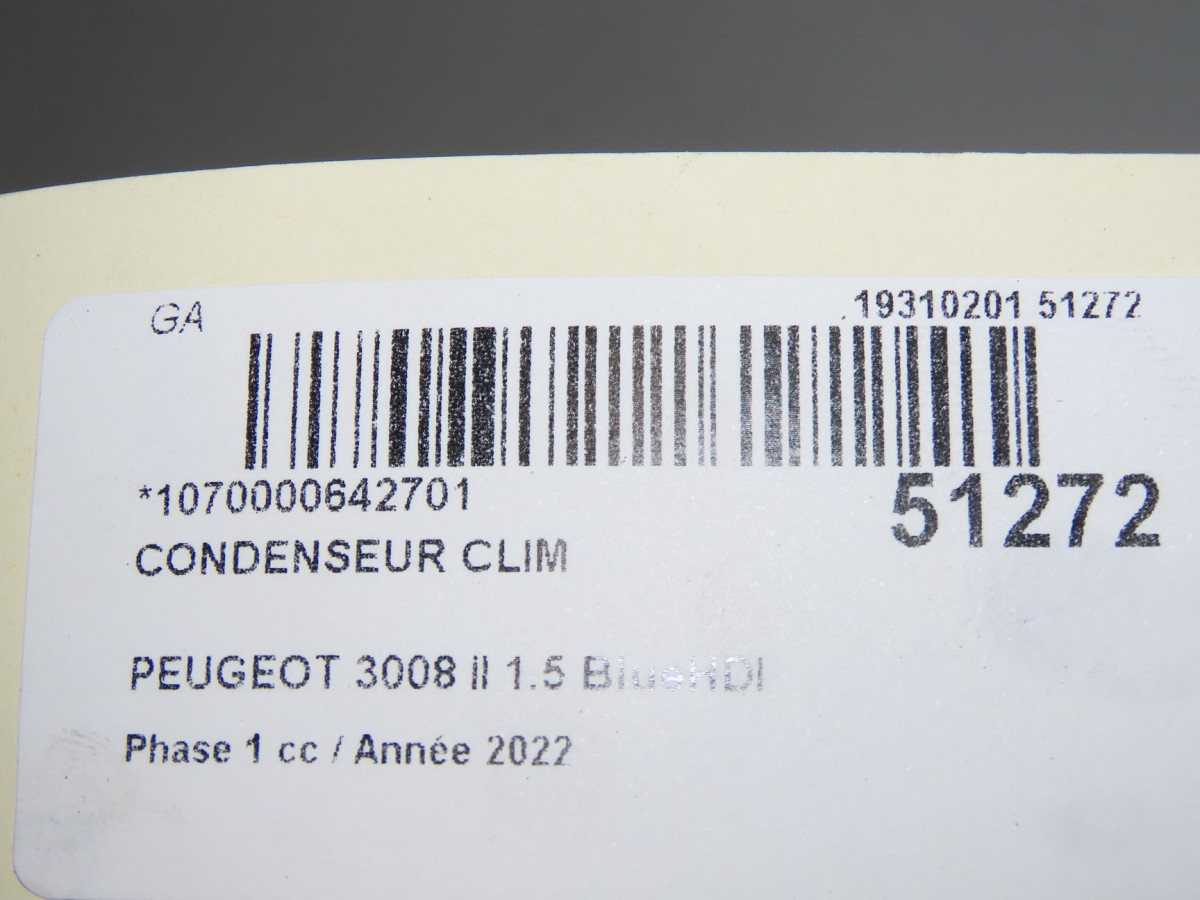 GA
19310201 51272
*1070000642701
51272
CONDENSEUR CLIM
PEUGEOT 3008 II 1.5 BlueHDI
Phase 1 cc / Année 2022